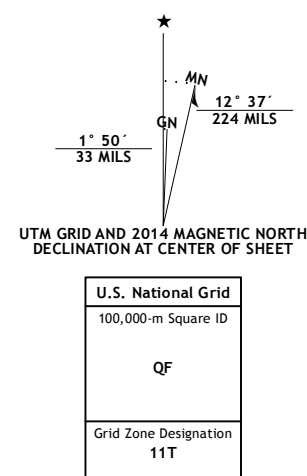 ★
MN
GN
12° 37´
224 MILS
1° 50´
33 MILS
UTM GRID AND 2014 MAGNETIC NORTH
DECLINATION AT CENTER OF SHEET
U.S. National Grid
100,000-m Square ID
QF
Grid Zone Designation
11T